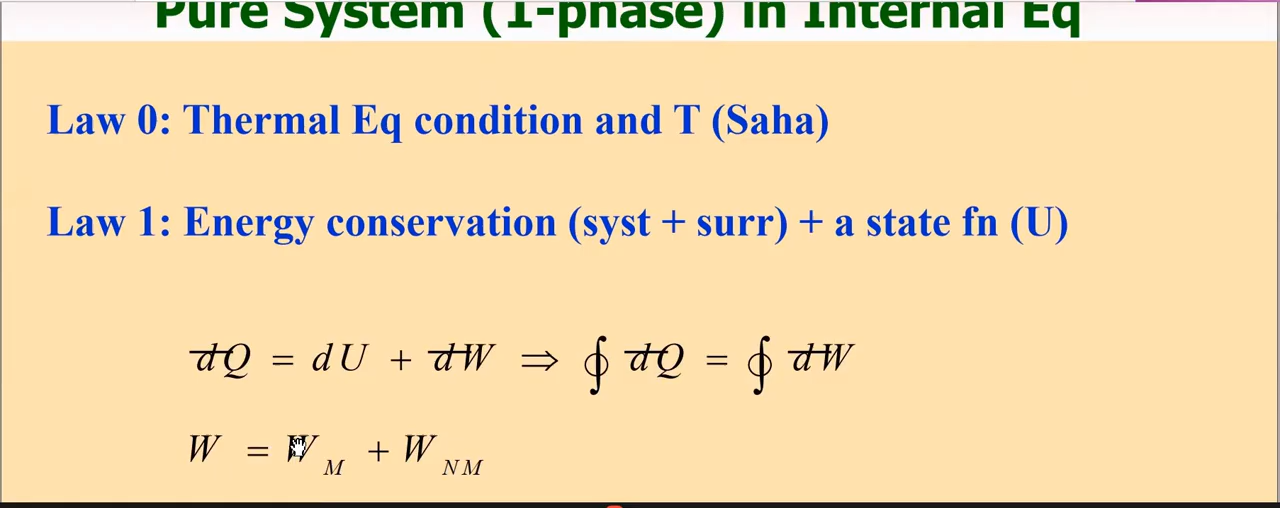 Pure System (1-phase) in Internal Eq
Law 0: Thermal Eq condition and T (Saha)
Law 1: Energy conservation (syst + surr) + a state fn (U)
đQ = dU + đW ⇒ ∮ đQ = ∮ đW
W = W_M + W_NM